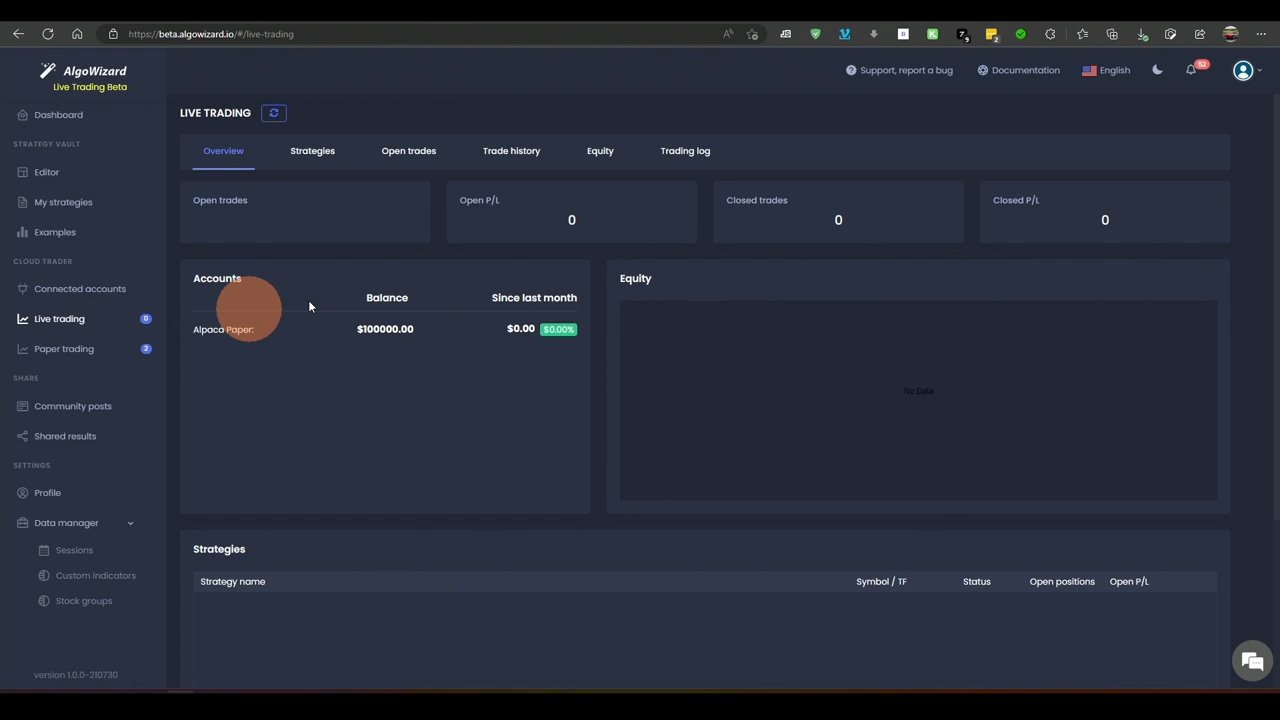 https://beta.algowizard.io/#/live-trading
AlgoWizard
Live Trading Beta
Support, report a bug
Documentation
English
52
Dashboard
STRATEGY VAULT
Editor
My strategies
Examples
CLOUD TRADER
Connected accounts
Live trading 0
Paper trading 2
SHARE
Community posts
Shared results
SETTINGS
Profile
Data manager
Sessions
Custom indicators
Stock groups
version 1.0.0-210730
LIVE TRADING
Overview Strategies Open trades Trade history Equity Trading log
Open trades
Open P/L
0
Closed trades
0
Closed P/L
0
Accounts
Balance Since last month
Alpaca Paper: $100000.00 $0.00 $0.00%
Equity
No Data
Strategies
Strategy name Symbol / TF Status Open positions Open P/L